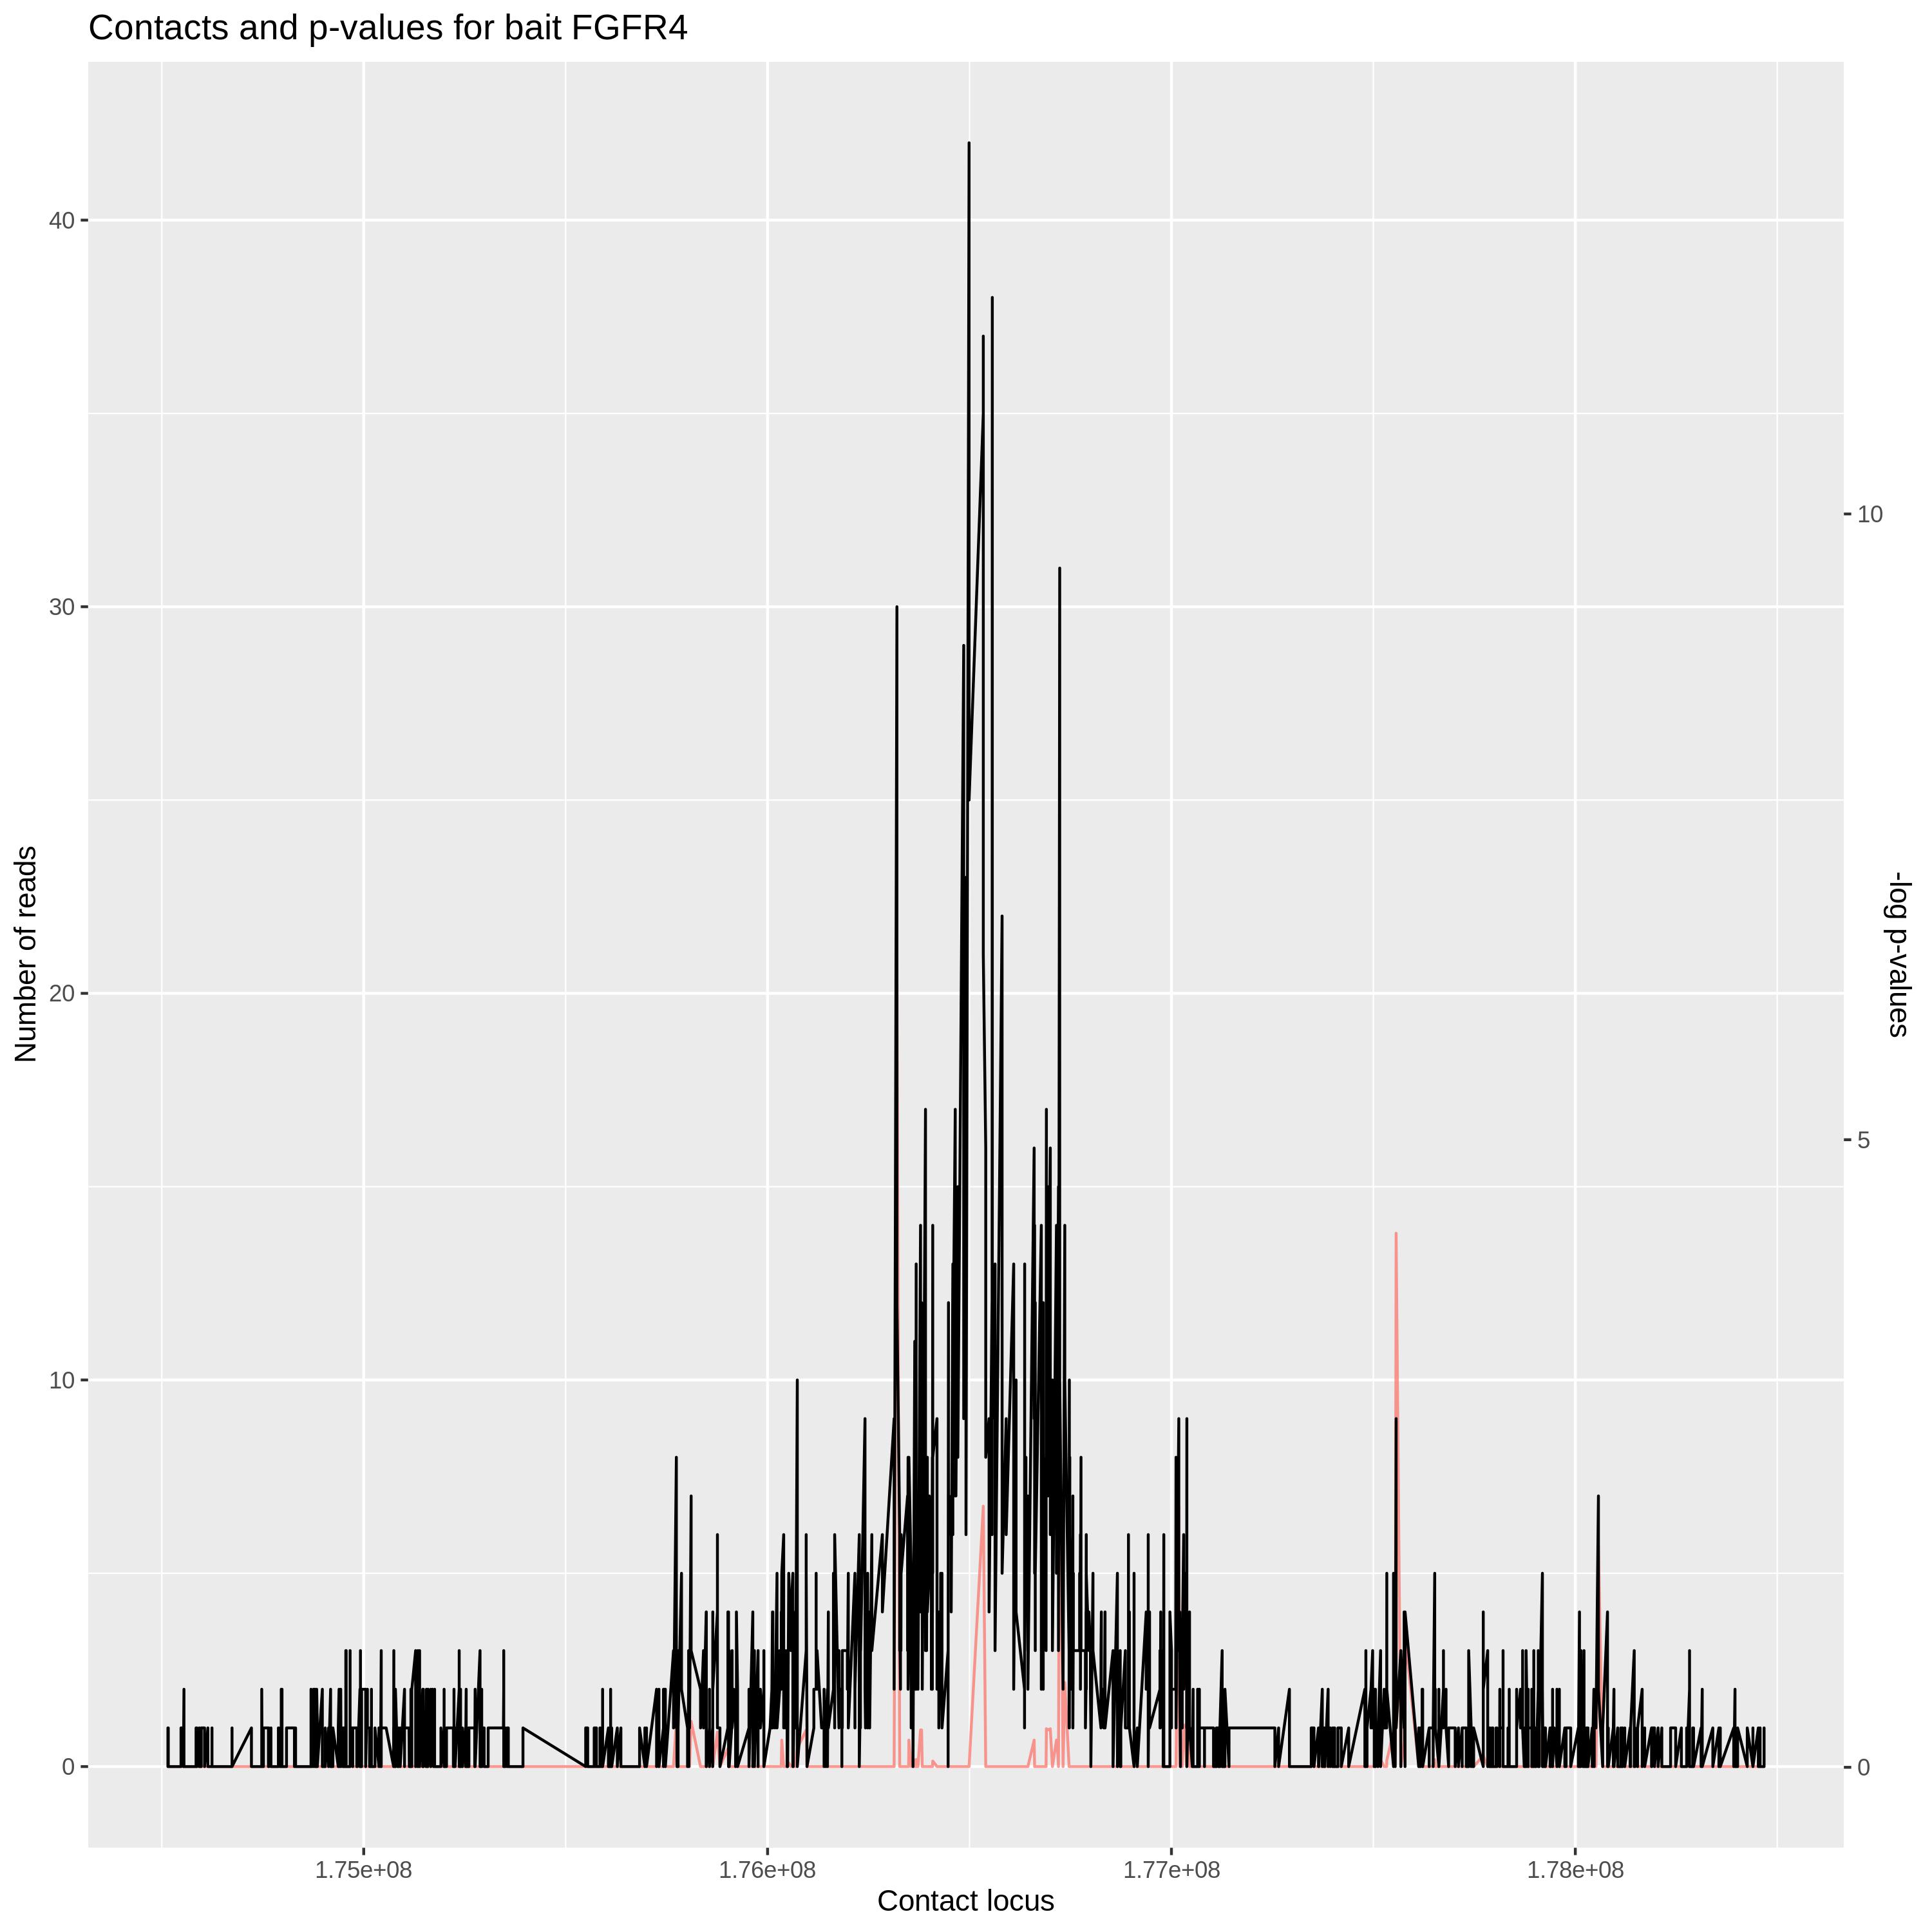 Contacts and p-values for bait FGFR4
40
30
20
10
0
Number of reads
10
5
0
-log p-values
1.75e+08
1.76e+08
1.77e+08
1.78e+08
Contact locus